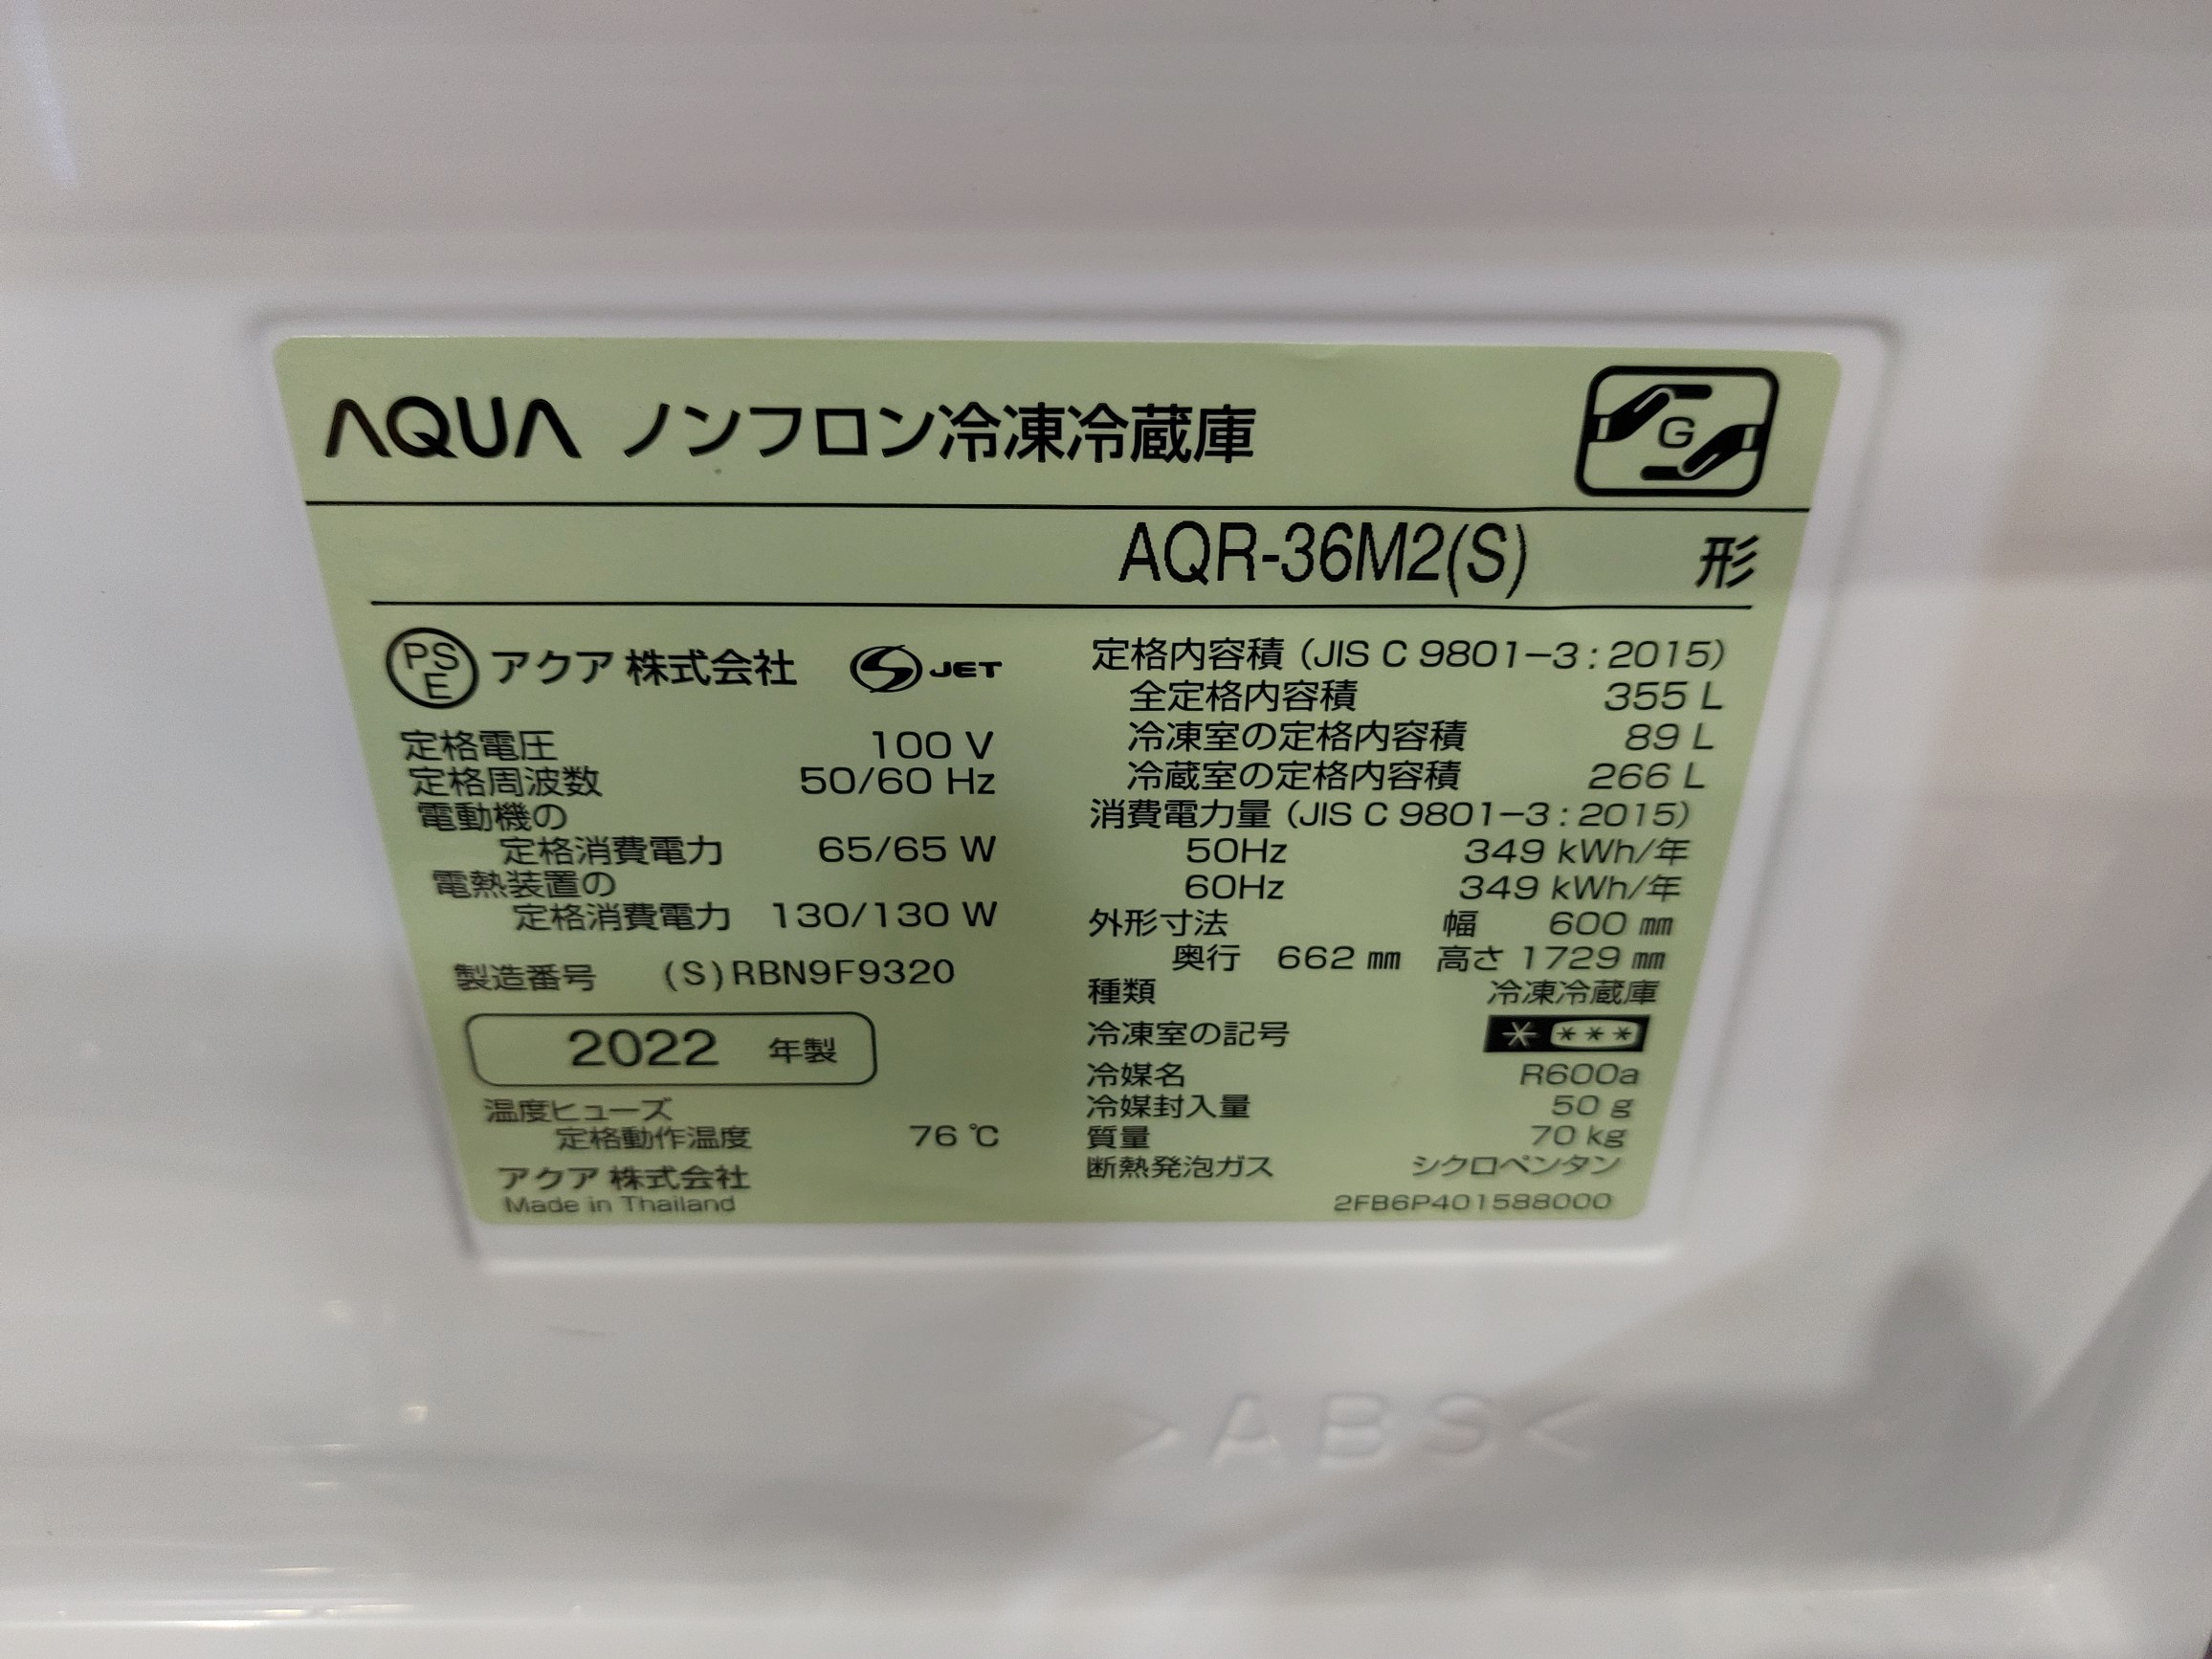 AQUA ノンフロン冷凍冷蔵庫
G
AQR-36M2(S) 形
PS
E
アクア 株式会社
S JET
定格電圧 100 V
定格周波数 50/60 Hz
電動機の
定格消費電力 65/65 W
電熱装置の
定格消費電力 130/130 W
製造番号 (S)RBN9F9320
2022 年製
温度ヒューズ
定格動作温度 76 ℃
アクア 株式会社
Made in Thailand
定格内容積 (JIS C 9801-3:2015)
全定格内容積 355 L
冷凍室の定格内容積 89 L
冷蔵室の定格内容積 266 L
消費電力量 (JIS C 9801-3:2015)
50Hz 349 kWh/年
60Hz 349 kWh/年
外形寸法 幅 600 ㎜
奥行 662 ㎜ 高さ 1729 ㎜
種類 冷凍冷蔵庫
冷凍室の記号 * ***
冷媒名 R600a
冷媒封入量 50 g
質量 70 kg
断熱発泡ガス シクロペンタン
2FB6P401588000
>ABS<